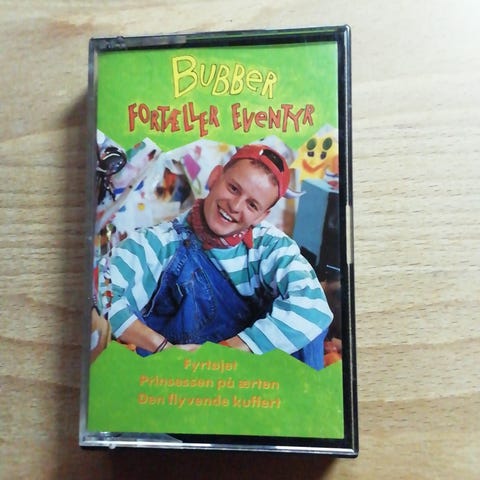 BUBBER
FORTÆLLER EVENTYR
Fyrtøjet
Prinsessen på ærten
Den flyvende kuffert